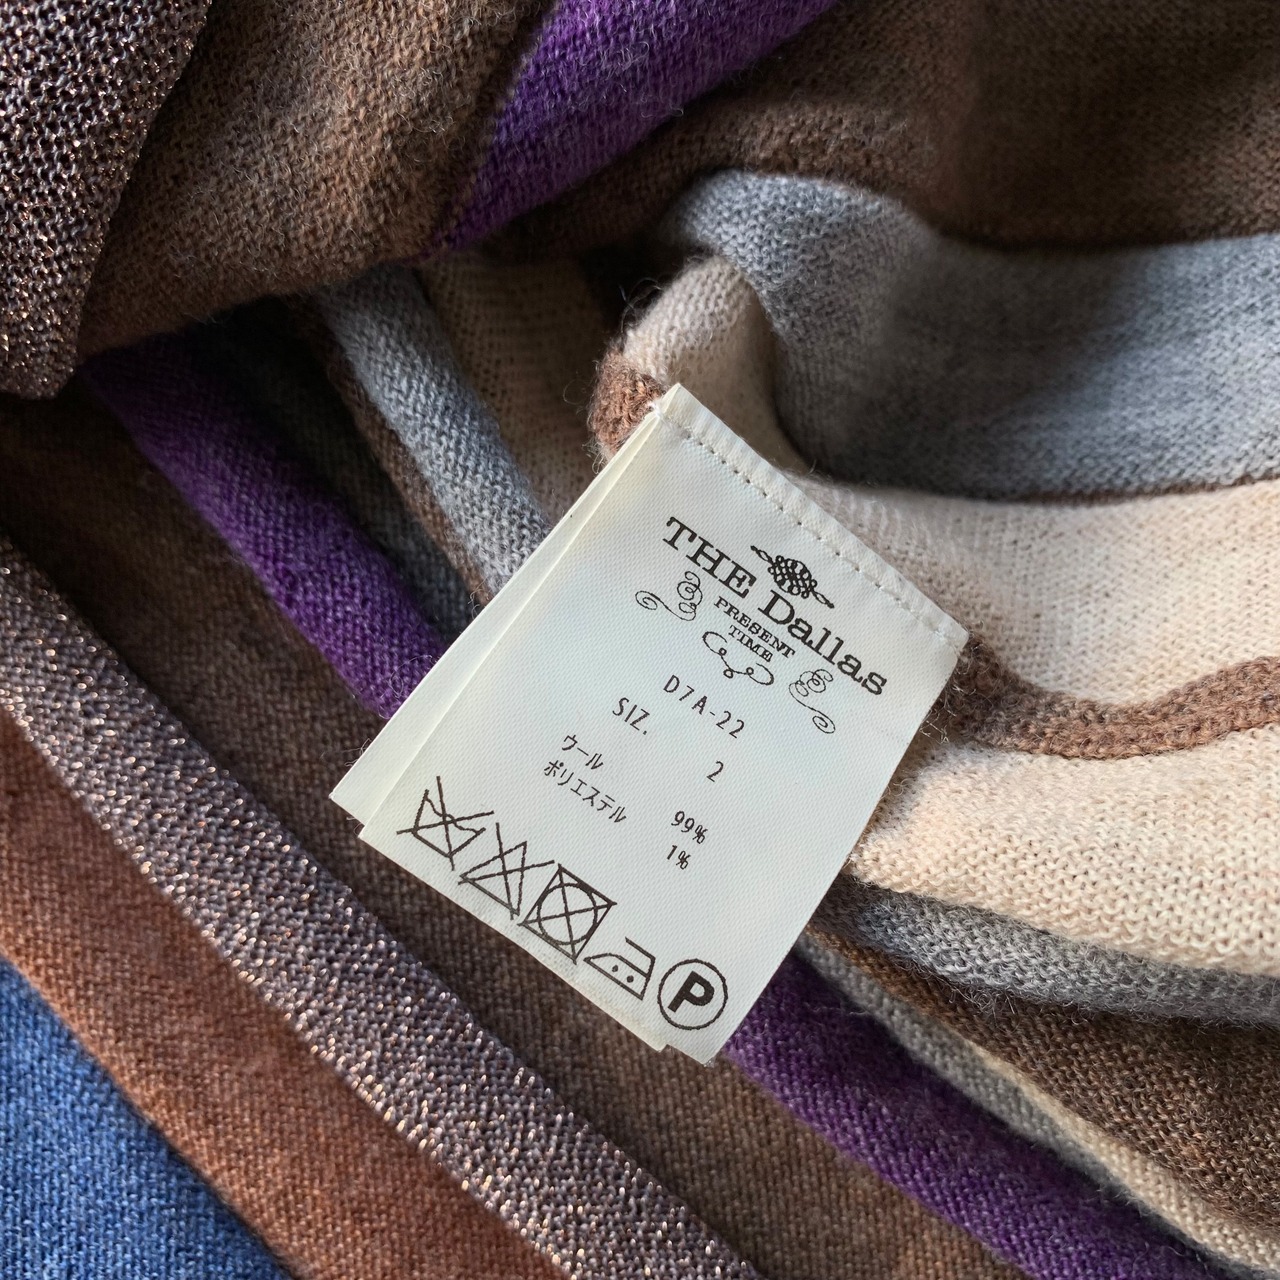 THE Dallas
PRESENT
TIME
D7A-22
SIZ. 2
ウール 99%
ポリエステル 1%
P